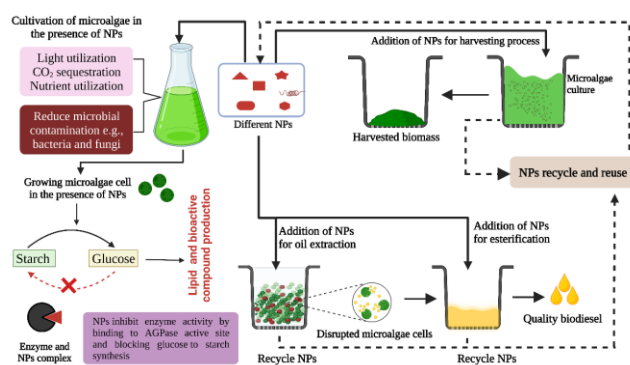 Cultivation of microalgae in
the presence of NPs
Light utilization
CO₂ sequestration
Nutrient utilization
Reduce microbial
contamination e.g.,
bacteria and fungi
Growing microalgae cell
in the presence of NPs
Starch
Glucose
Lipid and bioactive
compound production
Enzyme and
NPs complex
NPs inhibit enzyme activity by
binding to AGPase active site
and blocking glucose to starch
synthesis
Different NPs
Addition of NPs for harvesting process
Microalgae
culture
Harvested biomass
NPs recycle and reuse
Addition of NPs
for oil extraction
Addition of NPs
for esterification
Disrupted microalgae cells
Quality biodiesel
Recycle NPs
Recycle NPs